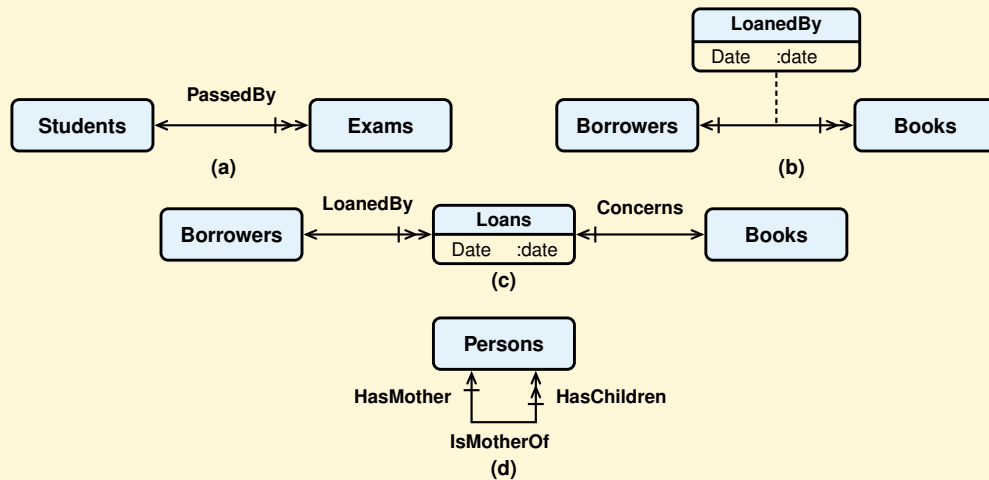 LoanedBy
Date :date
PassedBy
Students
Exams
Borrowers
Books
(a)
(b)
LoanedBy
Concerns
Borrowers
Loans
Date :date
Books
(c)
Persons
HasMother
HasChildren
IsMotherOf
(d)